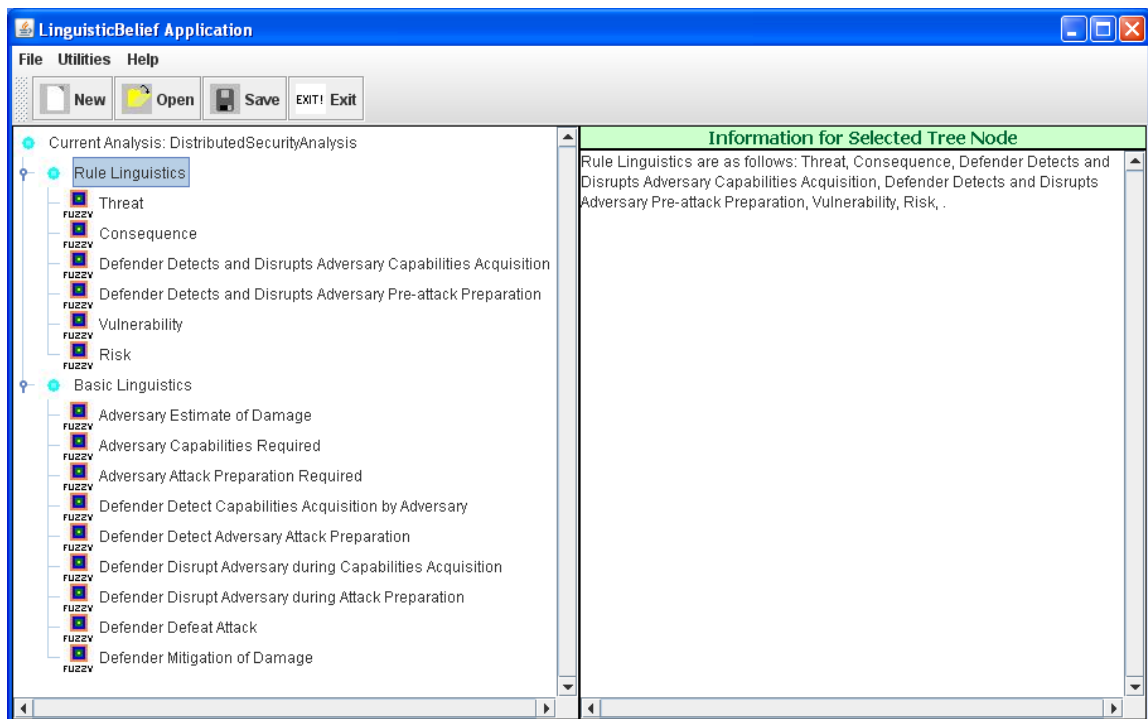 LinguisticBelief Application
File Utilities Help
New Open Save EXIT! Exit
Current Analysis: DistributedSecurityAnalysis
Rule Linguistics
FUZZY Threat
FUZZY Consequence
FUZZY Defender Detects and Disrupts Adversary Capabilities Acquisition
FUZZY Defender Detects and Disrupts Adversary Pre-attack Preparation
FUZZY Vulnerability
FUZZY Risk
Basic Linguistics
FUZZY Adversary Estimate of Damage
FUZZY Adversary Capabilities Required
FUZZY Adversary Attack Preparation Required
FUZZY Defender Detect Capabilities Acquisition by Adversary
FUZZY Defender Detect Adversary Attack Preparation
FUZZY Defender Disrupt Adversary during Capabilities Acquisition
FUZZY Defender Disrupt Adversary during Attack Preparation
FUZZY Defender Defeat Attack
FUZZY Defender Mitigation of Damage
Information for Selected Tree Node
Rule Linguistics are as follows: Threat, Consequence, Defender Detects and
Disrupts Adversary Capabilities Acquisition, Defender Detects and Disrupts
Adversary Pre-attack Preparation, Vulnerability, Risk, .